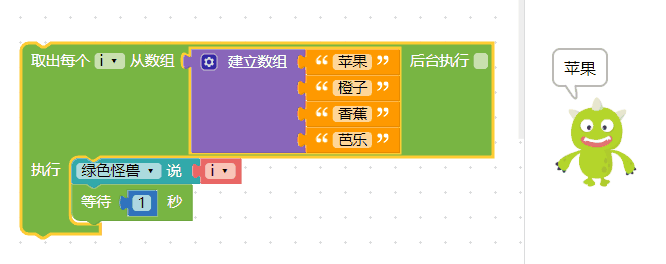 取出每个 i ▾ 从数组 建立数组 “ 苹果 ” 后台执行
“ 橙子 ”
“ 香蕉 ”
“ 芭乐 ”
执行 绿色怪兽 ▾ 说 i ▾
等待 1 秒
苹果